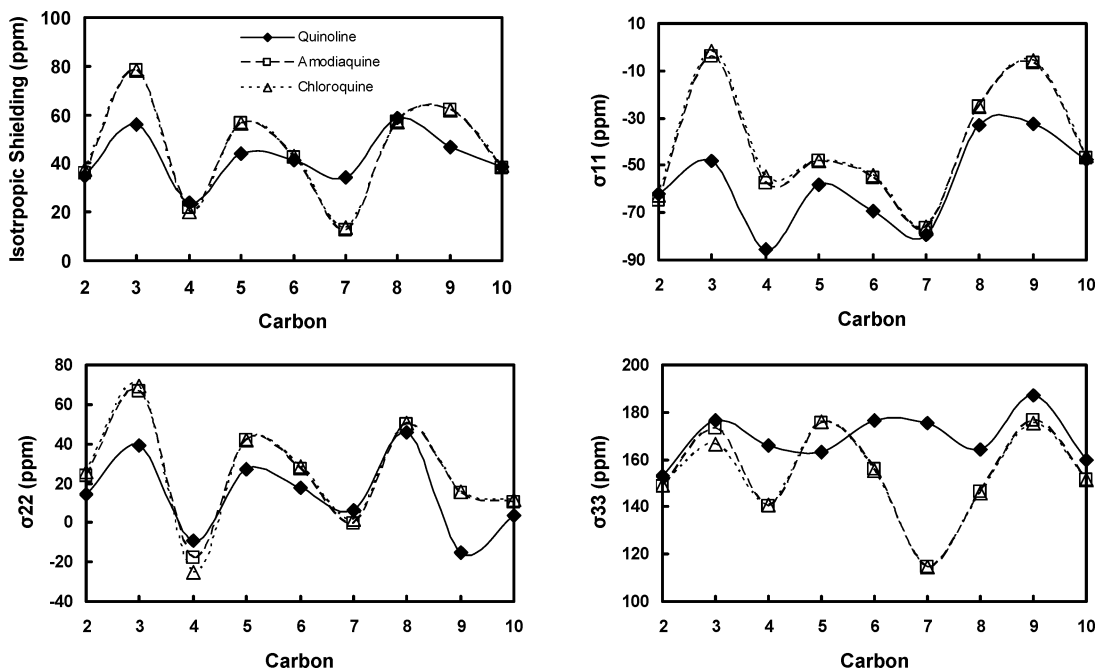 Isotrpopic Shielding (ppm)
100
80
60
40
20
0
Quinoline
Amodiaquine
Chloroquine
2 3 4 5 6 7 8 9 10
Carbon
σ11 (ppm)
10
-10
-30
-50
-70
-90
2 3 4 5 6 7 8 9 10
Carbon
σ22 (ppm)
80
60
40
20
0
-20
-40
2 3 4 5 6 7 8 9 10
Carbon
σ33 (ppm)
200
180
160
140
120
100
2 3 4 5 6 7 8 9 10
Carbon